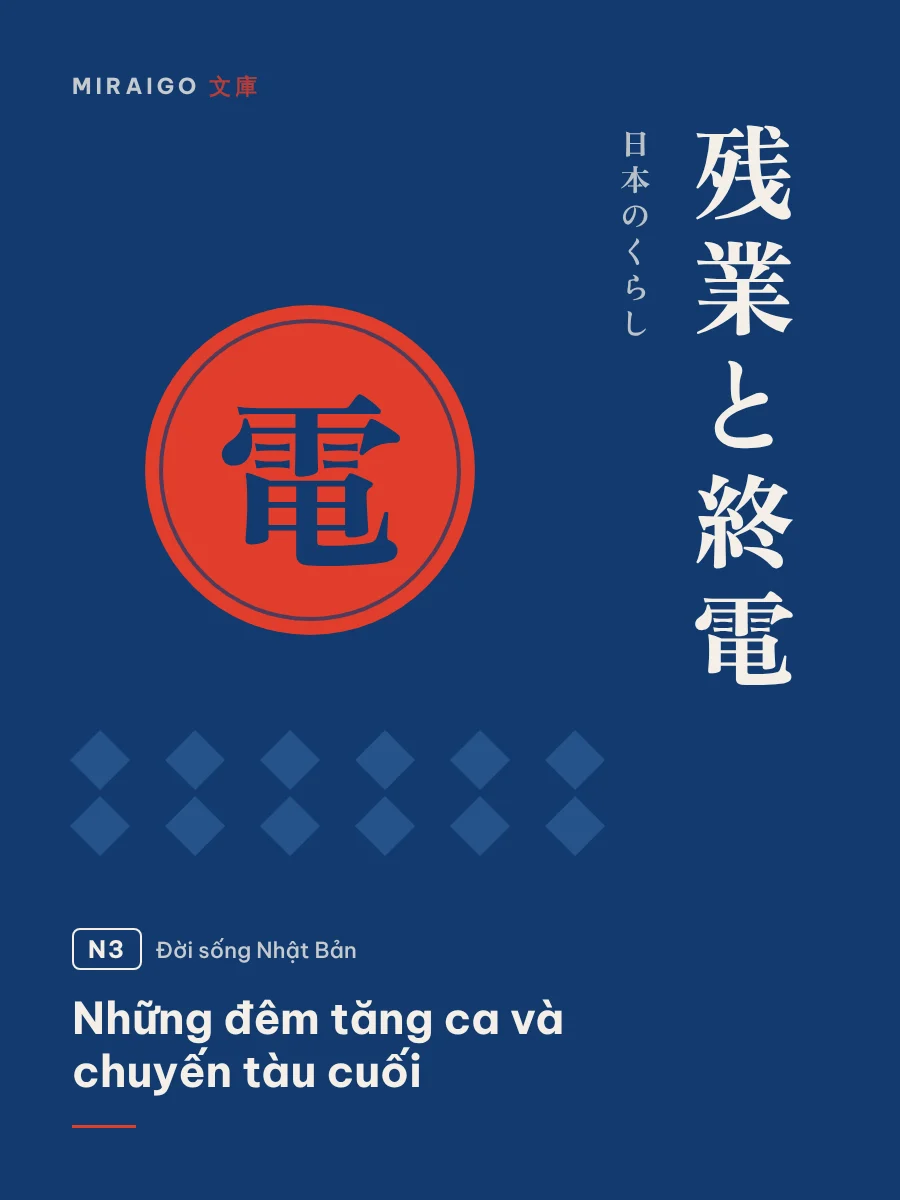 MIRAIGO 文庫
残業と終電
日本のくらし
電
N3 Đời sống Nhật Bản
Những đêm tăng ca và
chuyến tàu cuối